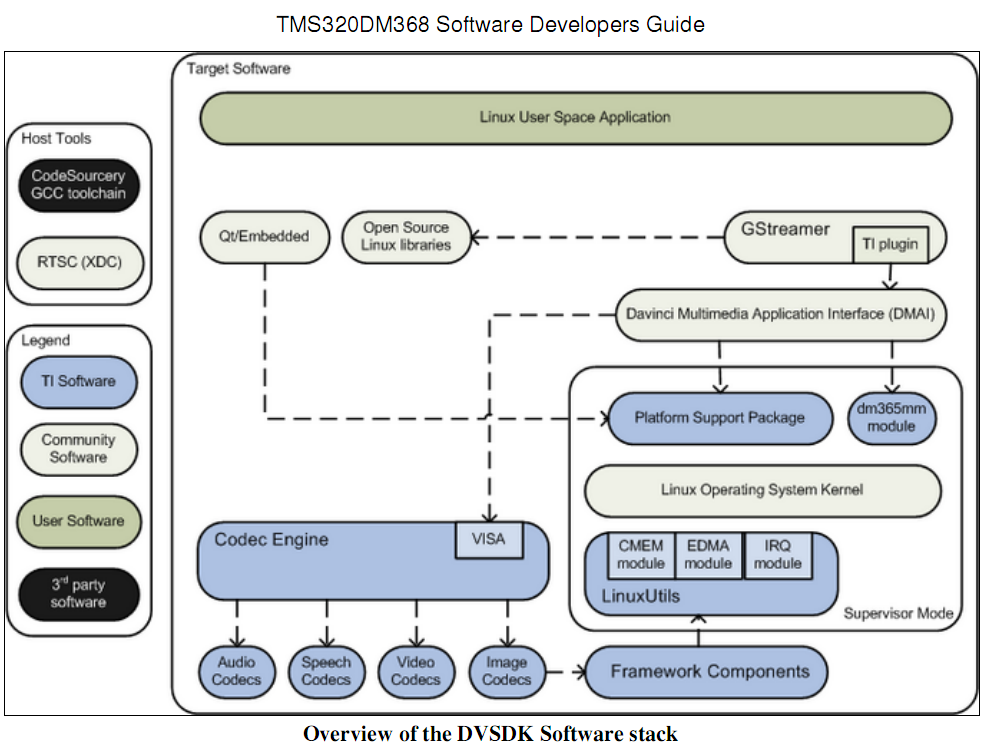 TMS320DM368 Software Developers Guide
Target Software
Linux User Space Application
Host Tools
CodeSourcery
GCC toolchain
RTSC (XDC)
Legend
TI Software
Community
Software
User Software
3rd party
software
Qt/Embedded
Open Source
Linux libraries
GStreamer
TI plugin
Davinci Multimedia Application Interface (DMAI)
Platform Support Package
dm365mm
module
Linux Operating System Kernel
Codec Engine
VISA
CMEM
module
EDMA
module
IRQ
module
LinuxUtils
Supervisor Mode
Audio
Codecs
Speech
Codecs
Video
Codecs
Image
Codecs
Framework Components
Overview of the DVSDK Software stack